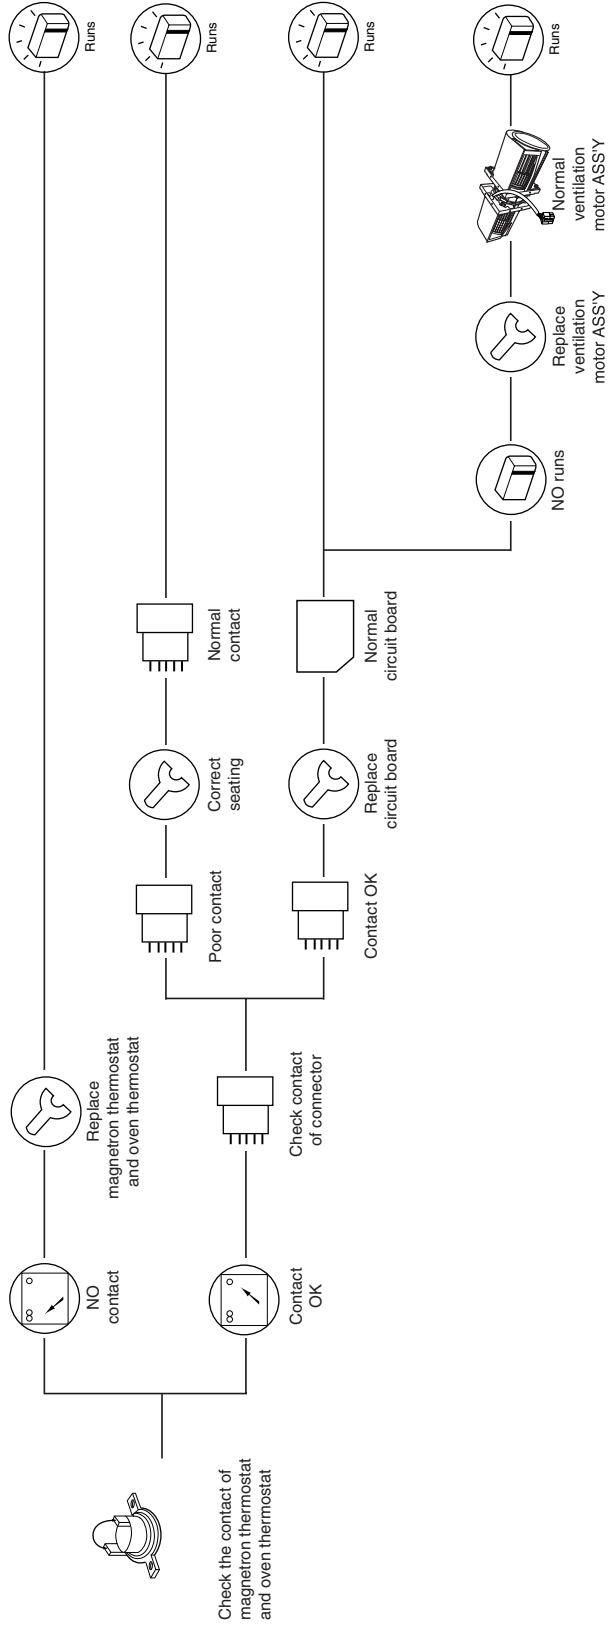 Check the contact of
magnetron thermostat
and oven thermostat
NO
contact
Replace
magnetron thermostat
and oven thermostat
Runs
Contact
OK
Check contact
of connector
Poor contact
Correct
seating
Normal
contact
Runs
Contact OK
Replace
circuit board
Normal
circuit board
Runs
NO runs
Replace
ventilation
motor ASS'Y
Normal
ventilation
motor ASS'Y
Runs